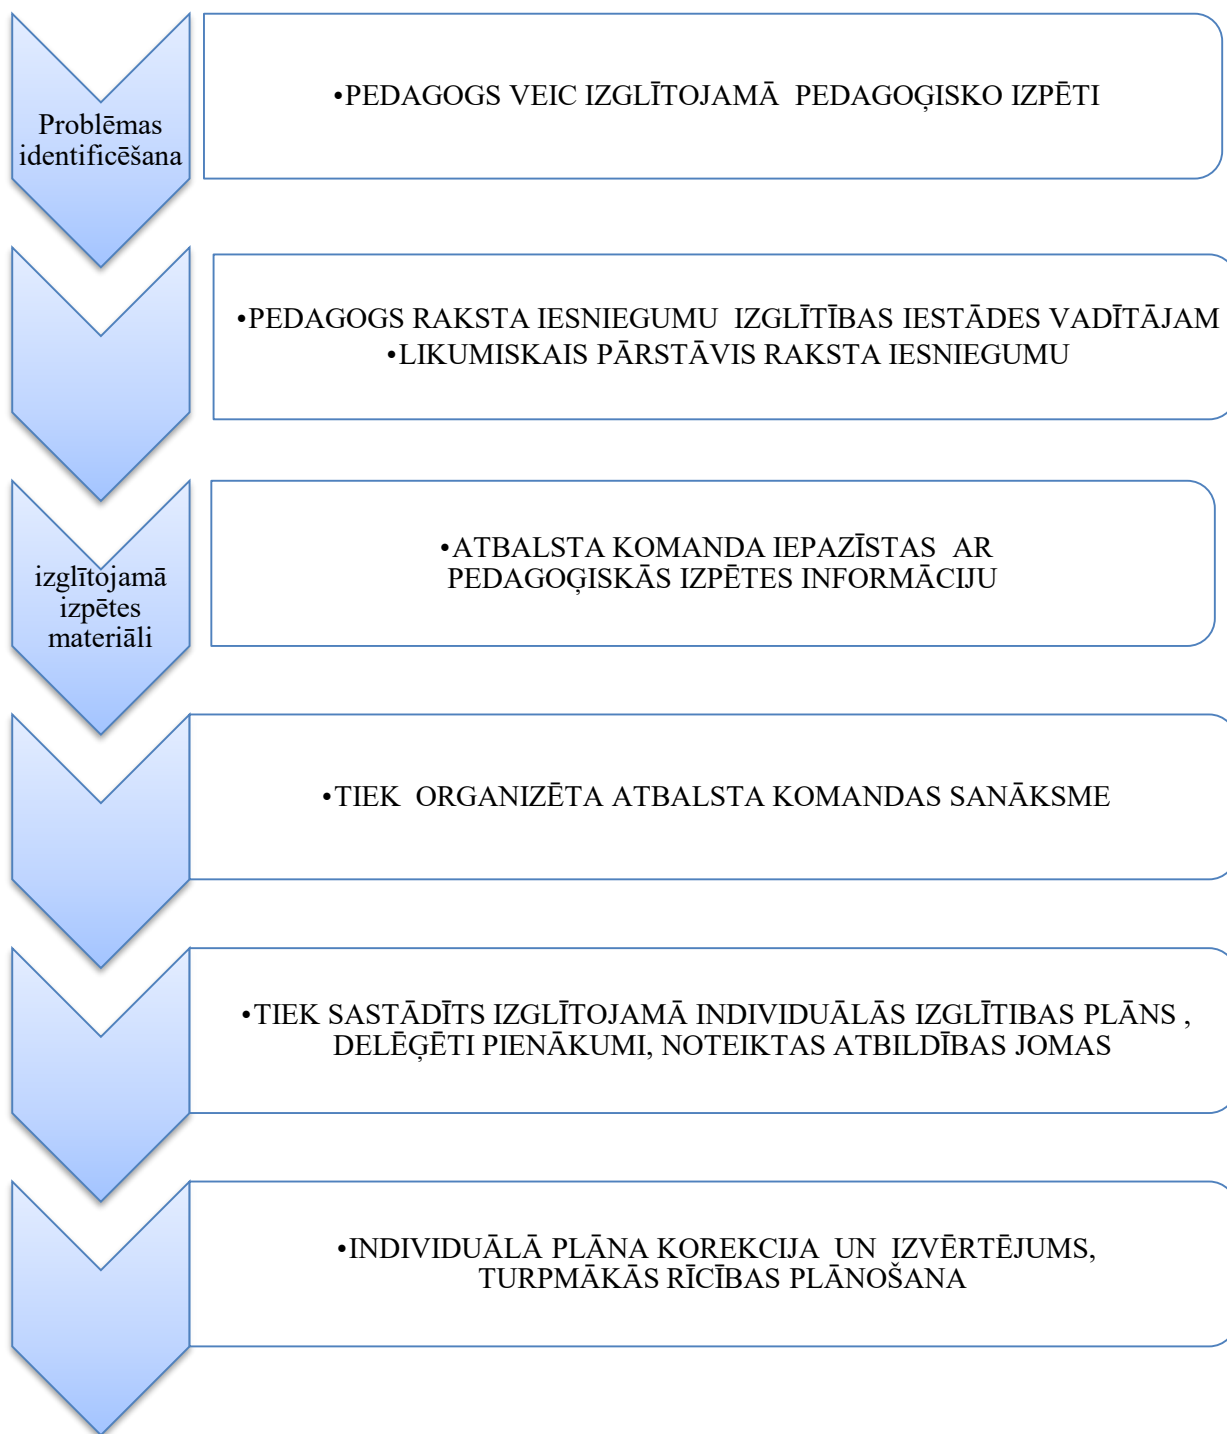 Problēmas
identificēšana
•PEDAGOGS VEIC IZGLĪTOJAMĀ  PEDAGOĢISKO IZPĒTI
•PEDAGOGS RAKSTA IESNIEGUMU  IZGLĪTĪBAS IESTĀDES VADĪTĀJAM
•LIKUMISKAIS PĀRSTĀVIS RAKSTA IESNIEGUMU
izglītojamā
izpētes
materiāli
•ATBALSTA KOMANDA IEPAZĪSTAS  AR
PEDAGOĢISKĀS IZPĒTES INFORMĀCIJU
•TIEK  ORGANIZĒTA ATBALSTA KOMANDAS SANĀKSME
•TIEK SASTĀDĪTS IZGLĪTOJAMĀ INDIVIDUĀLĀS IZGLĪTIBAS PLĀNS ,
DELĒĢĒTI PIENĀKUMI, NOTEIKTAS ATBILDĪBAS JOMAS
•INDIVIDUĀLĀ PLĀNA KOREKCIJA  UN  IZVĒRTĒJUMS,
TURPMĀKĀS RĪCĪBAS PLĀNOŠANA